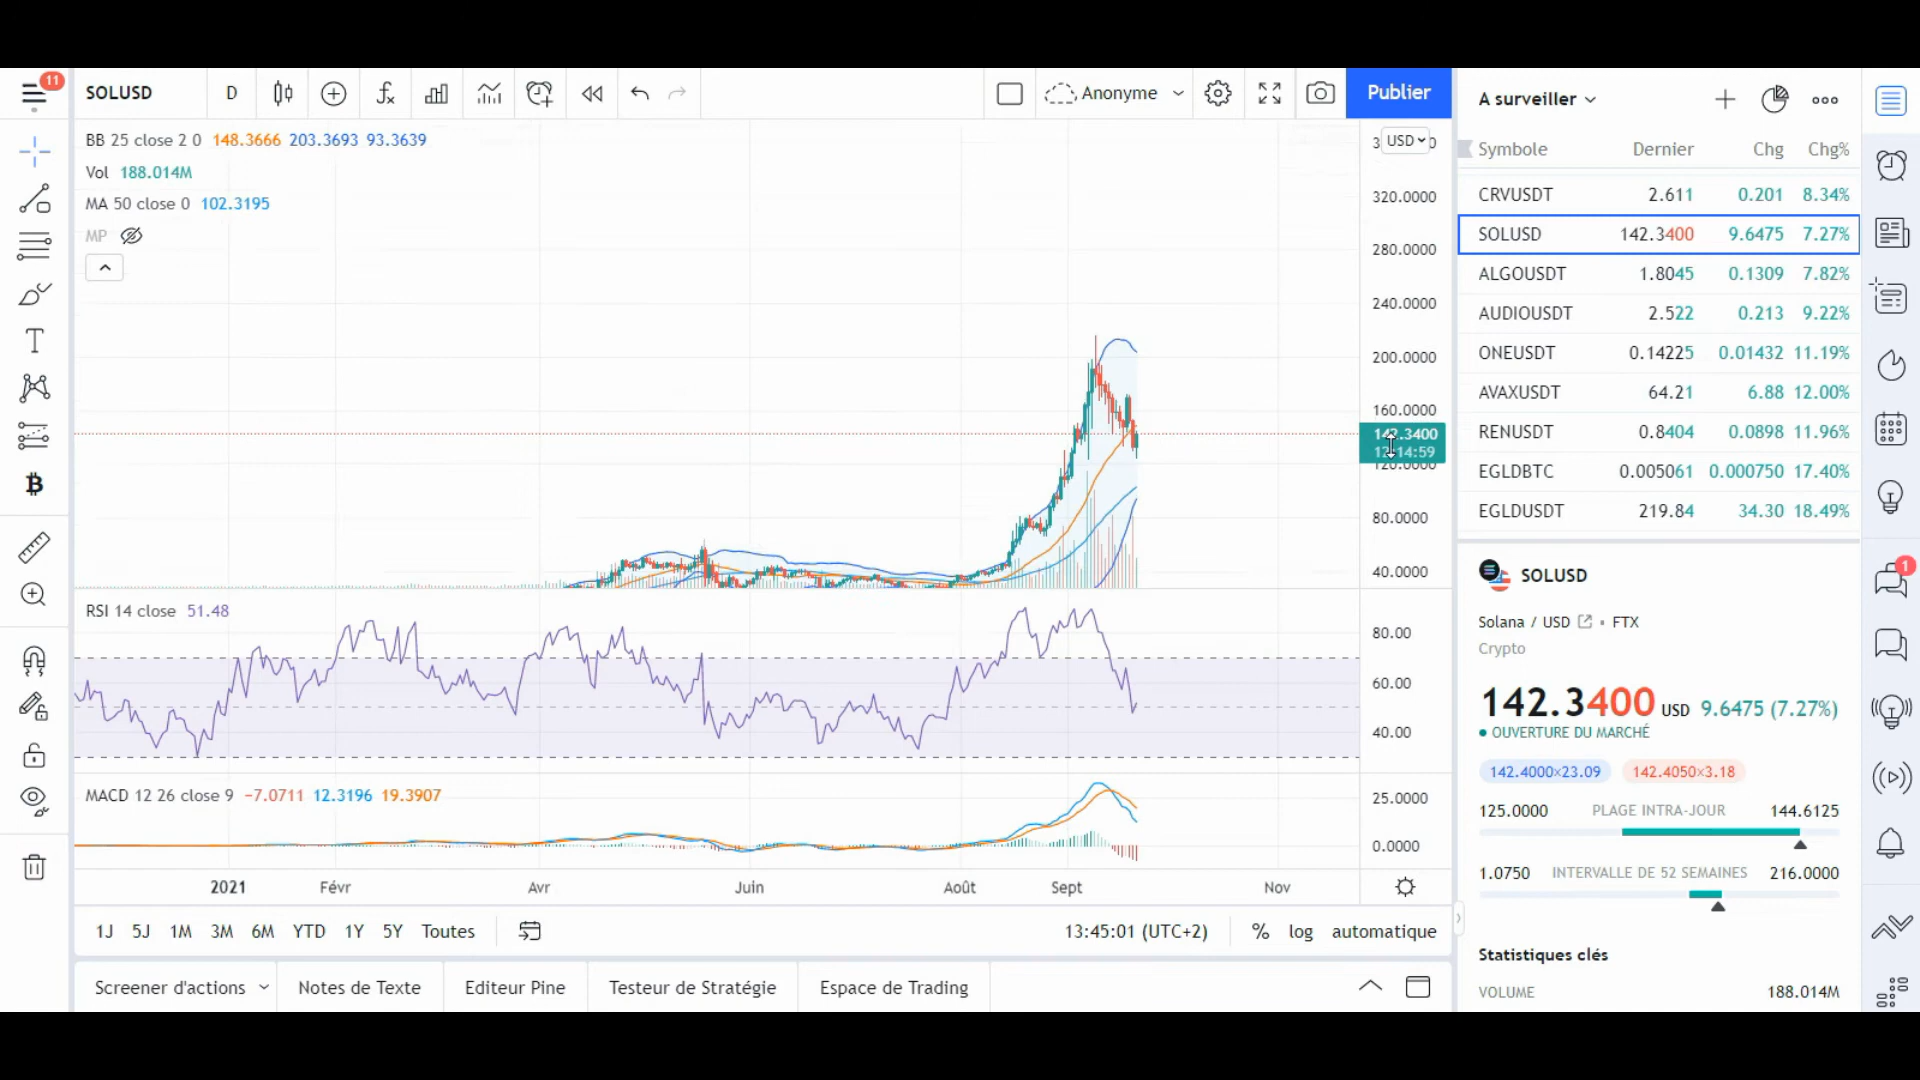 11
SOLUSD
D
Anonyme
Publier
BB 25 close 2 0 148.3666 203.3693 93.3639
Vol 188.014M
MA 50 close 0 102.3195
MP
USD
320.0000
280.0000
240.0000
200.0000
160.0000
142.3400
120.0000
80.0000
40.0000
RSI 14 close 51.48
80.00
60.00
40.00
MACD 12 26 close 9 −7.0711 12.3196 19.3907
25.0000
0.0000
2021 Févr Avr Juin Août Sept Nov
1J 5J 1M 3M 6M YTD 1Y 5Y Toutes
13:45:01 (UTC+2) % log automatique
Screener d'actions Notes de Texte Editeur Pine Testeur de Stratégie Espace de Trading
A surveiller
Symbole Dernier Chg Chg%
CRVUSDT 2.611 0.201 8.34%
SOLUSD 142.3400 9.6475 7.27%
ALGOUSDT 1.8045 0.1309 7.82%
AUDIOUSDT 2.522 0.213 9.22%
ONEUSDT 0.14225 0.01432 11.19%
AVAXUSDT 64.21 6.88 12.00%
RENUSDT 0.8404 0.0898 11.96%
EGLDBTC 0.005061 0.000750 17.40%
EGLDUSDT 219.84 34.30 18.49%
SOLUSD
Solana / USD • FTX
Crypto
142.3400 USD 9.6475 (7.27%)
OUVERTURE DU MARCHÉ
142.4000×23.09 142.4050×3.18
125.0000 PLAGE INTRA-JOUR 144.6125
1.0750 INTERVALLE DE 52 SEMAINES 216.0000
Statistiques clés
VOLUME 188.014M
1